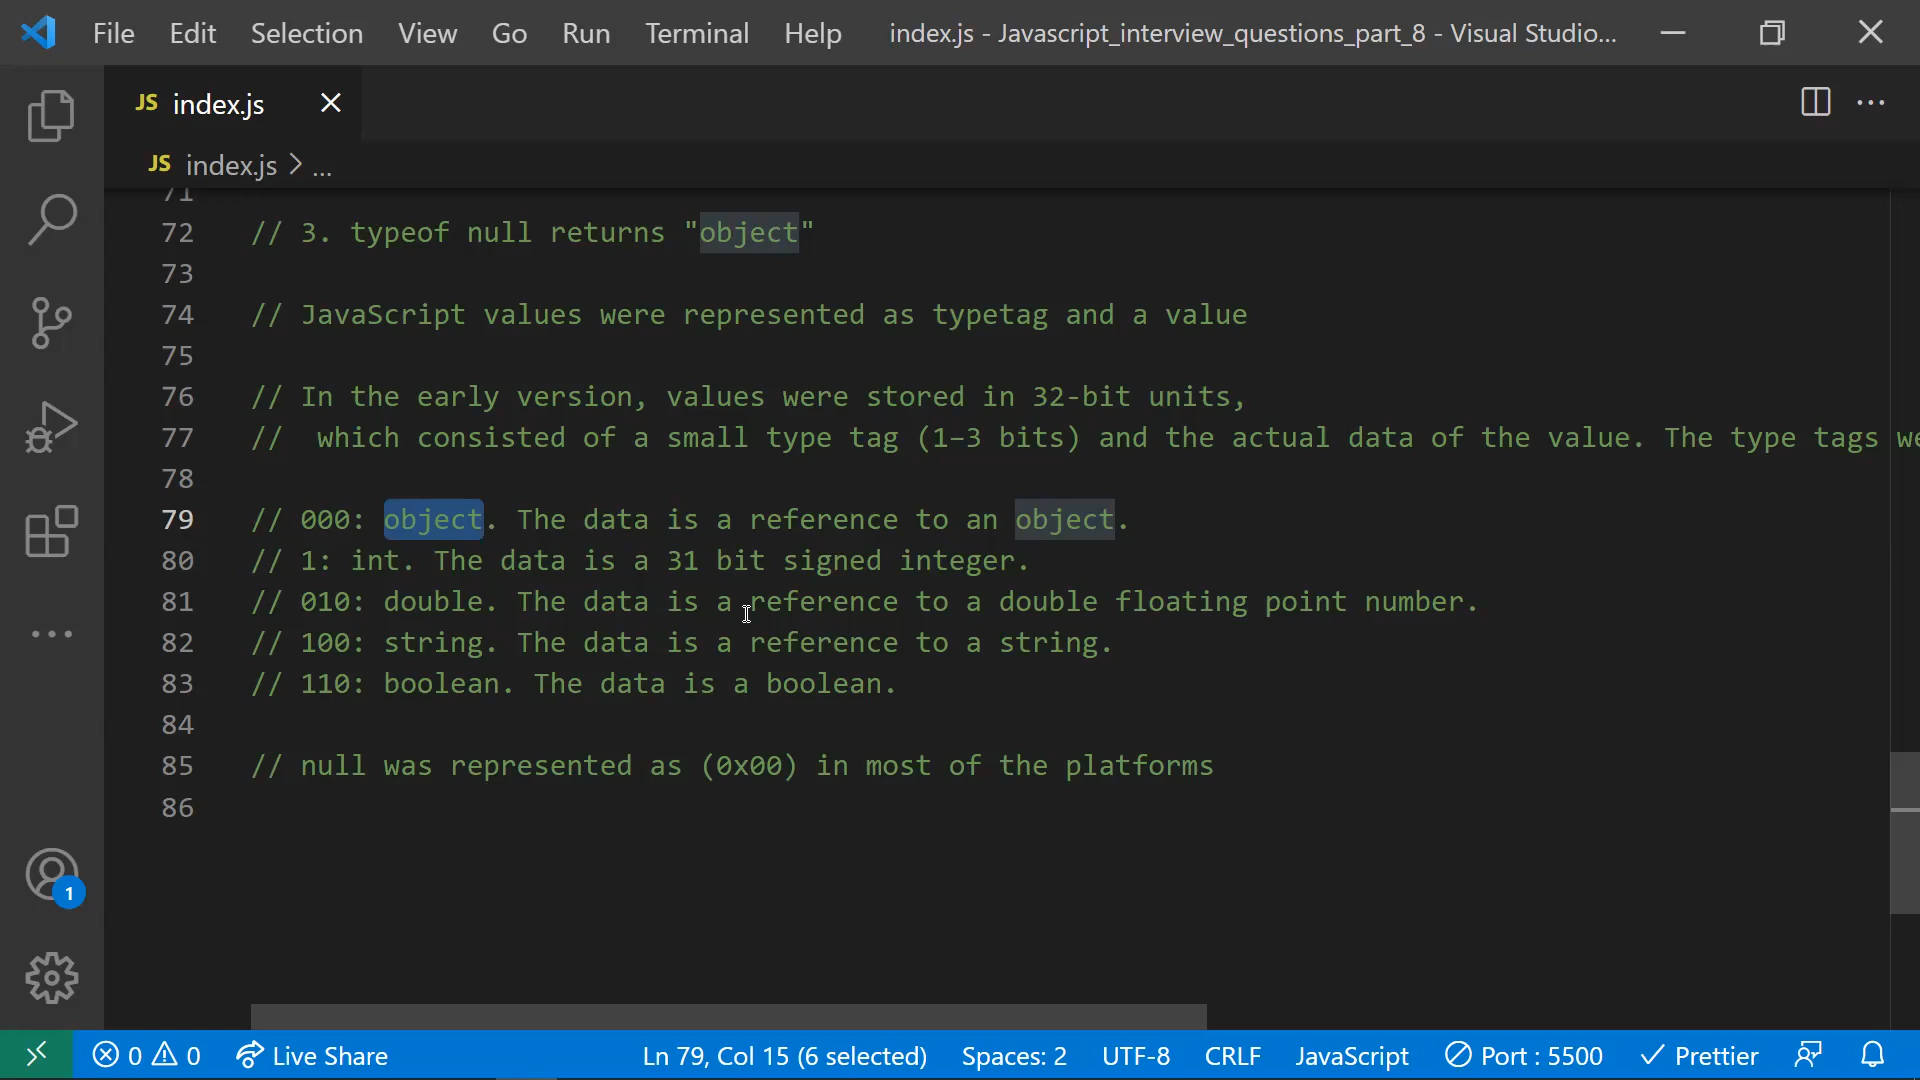 File Edit Selection View Go Run Terminal Help index.js - Javascript_interview_questions_part_8 - Visual Studio...
JS index.js
JS index.js > ...
71
72 // 3. typeof null returns "object"
73
74 // JavaScript values were represented as typetag and a value
75
76 // In the early version, values were stored in 32-bit units,
77 // which consisted of a small type tag (1–3 bits) and the actual data of the value. The type tags we
78
79 // 000: object. The data is a reference to an object.
80 // 1: int. The data is a 31 bit signed integer.
81 // 010: double. The data is a reference to a double floating point number.
82 // 100: string. The data is a reference to a string.
83 // 110: boolean. The data is a boolean.
84
85 // null was represented as (0x00) in most of the platforms
86
1
0 0 Live Share Ln 79, Col 15 (6 selected) Spaces: 2 UTF-8 CRLF JavaScript Port : 5500 Prettier